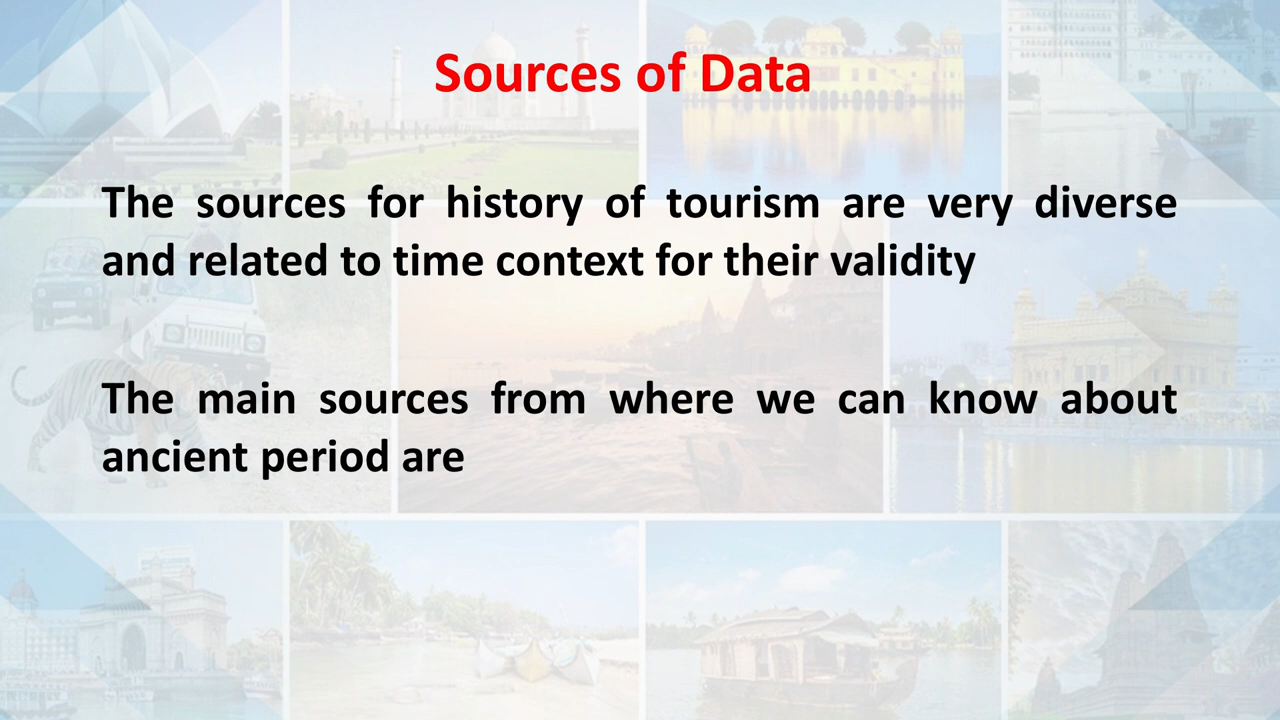 Sources of Data
The sources for history of tourism are very diverse
and related to time context for their validity
The main sources from where we can know about
ancient period are